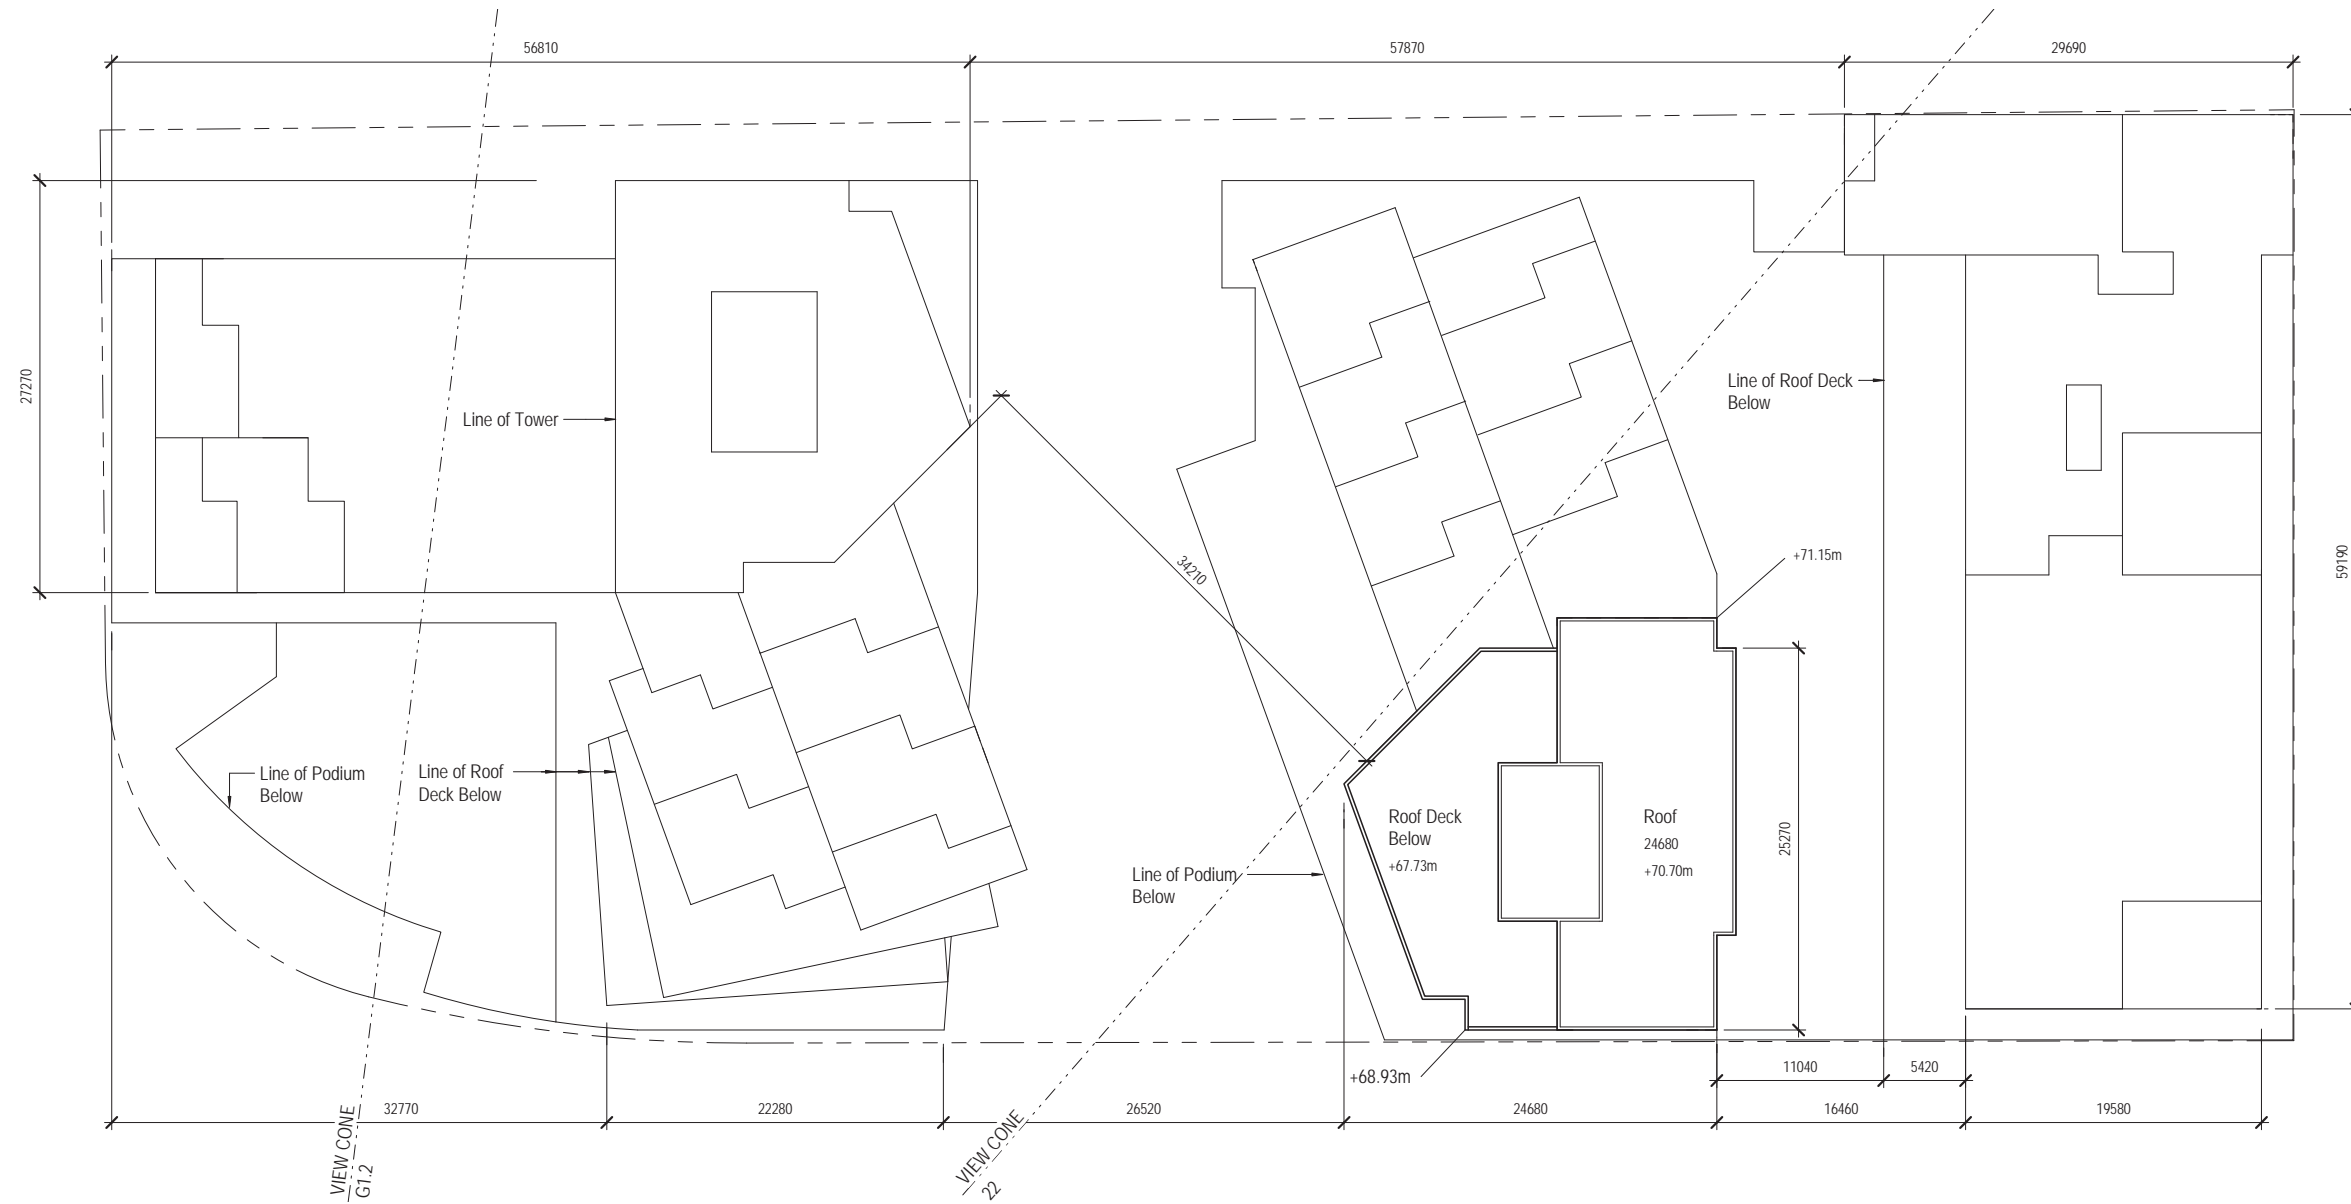 56810
57870
29690
27270
Line of Tower
Line of Roof Deck
Below
34210
+71.15m
59190
Line of Podium
Below
Line of Roof
Deck Below
Roof Deck
Below
+67.73m
Roof
24680
+70.70m
25270
Line of Podium
Below
+68.93m
11040
5420
32770
22280
26520
24680
16460
19580
VIEW CONE
G1.2
VIEW CONE
22